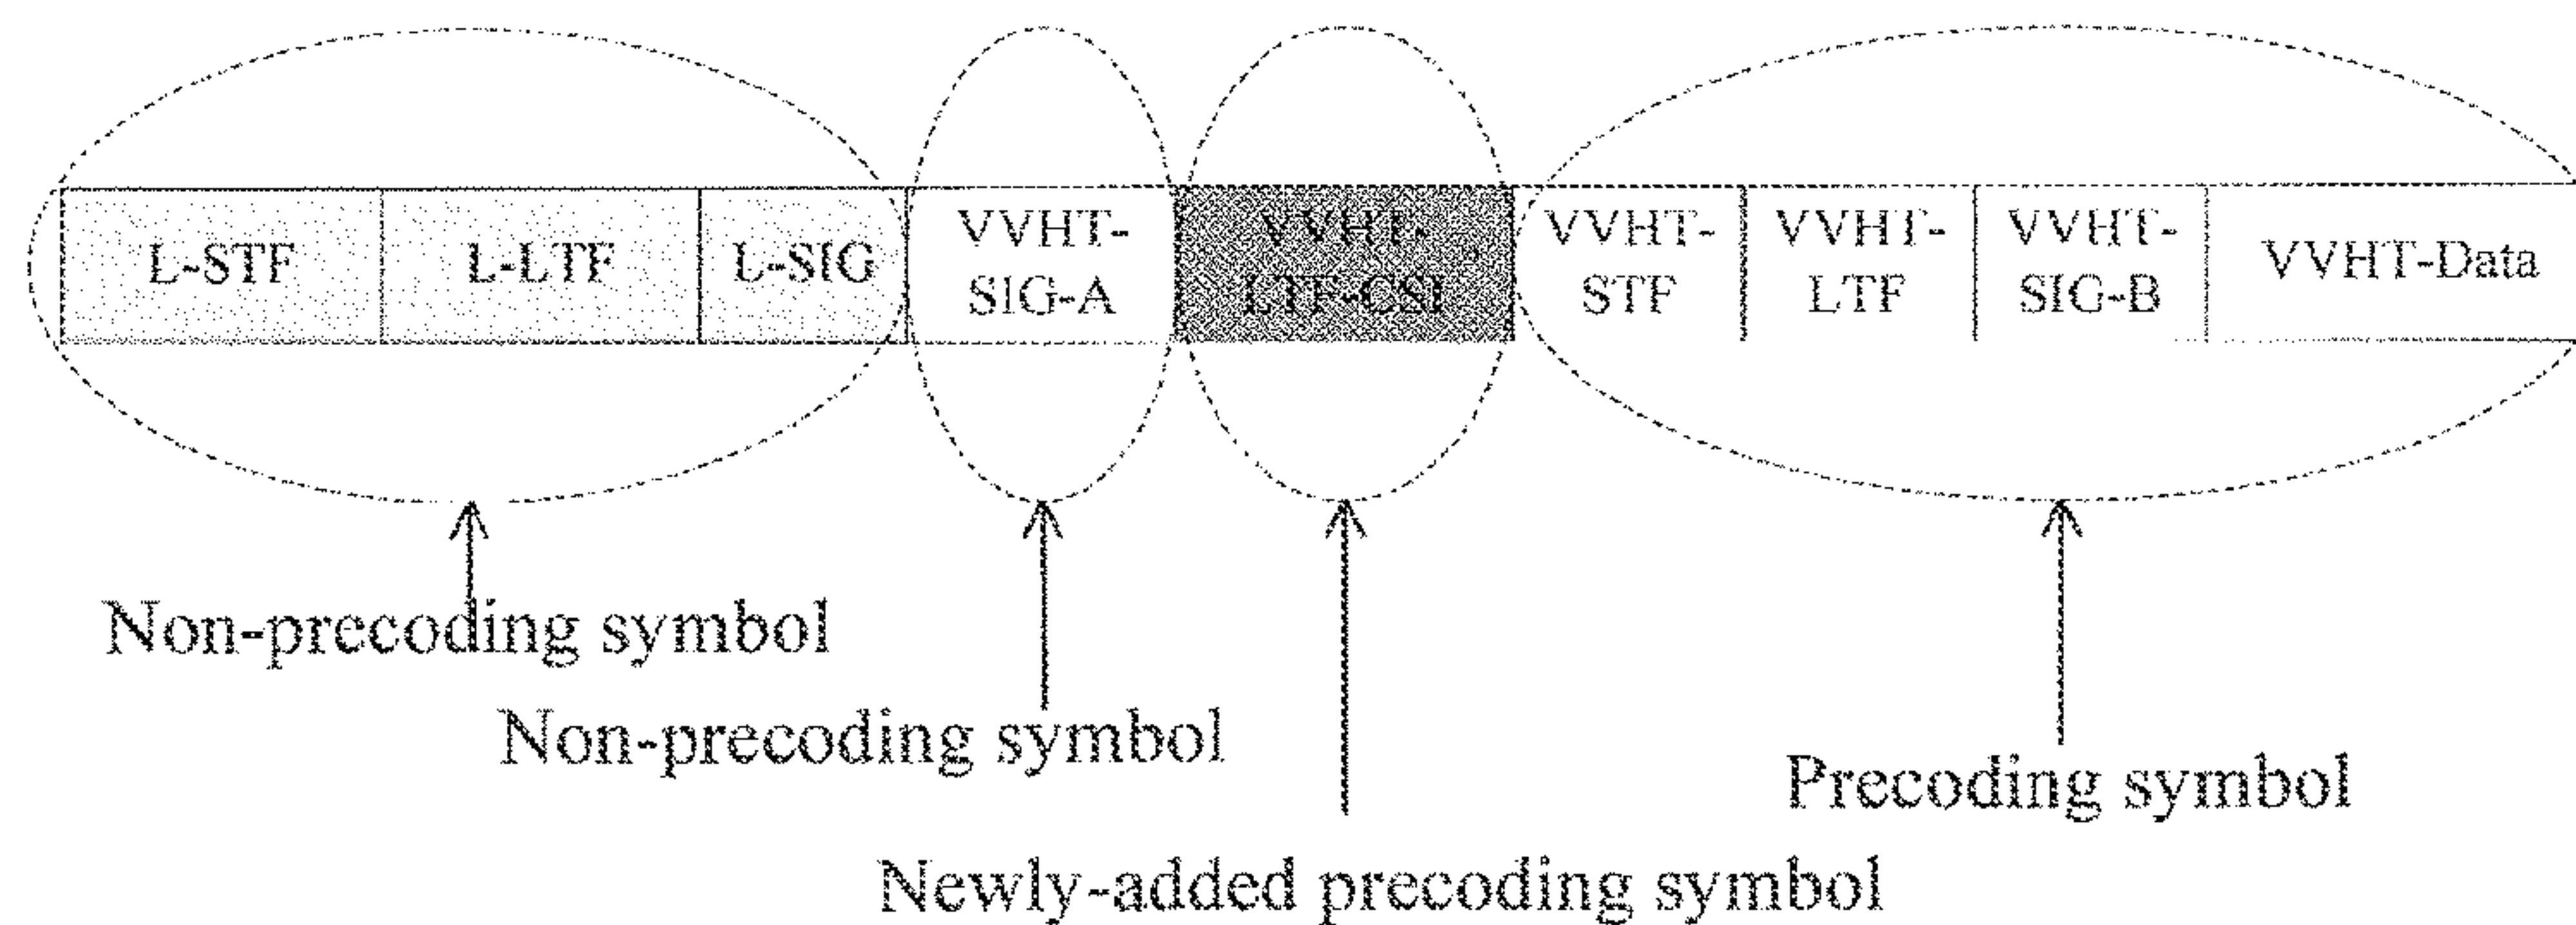 L-STF
L-LTF
L-SIG
VVHT-
SIG-A
VVHT-
LTF-CSI
VVHT-
STF
VVHT-
LTF
VVHT-
SIG-B
VVHT-Data
Non-precoding symbol
Non-precoding symbol
Precoding symbol
Newly-added precoding symbol